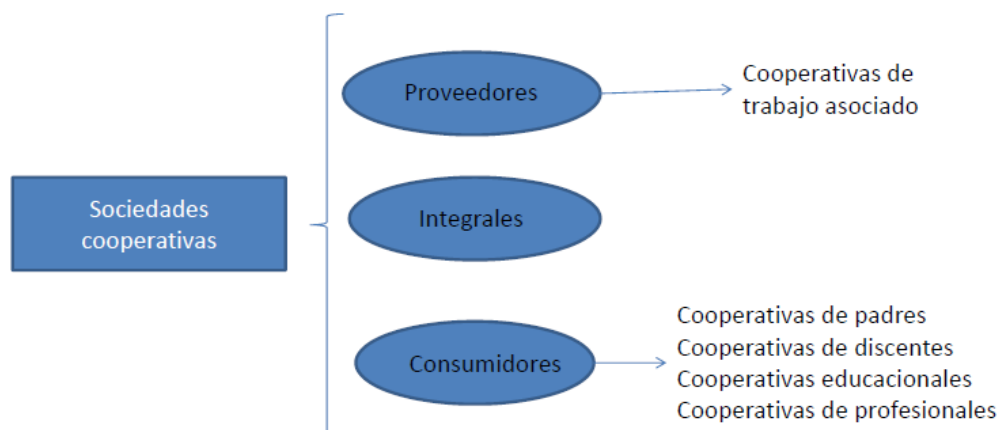 Sociedades
cooperativas
Proveedores
Cooperativas de
trabajo asociado
Integrales
Consumidores
Cooperativas de padres
Cooperativas de discentes
Cooperativas educacionales
Cooperativas de profesionales